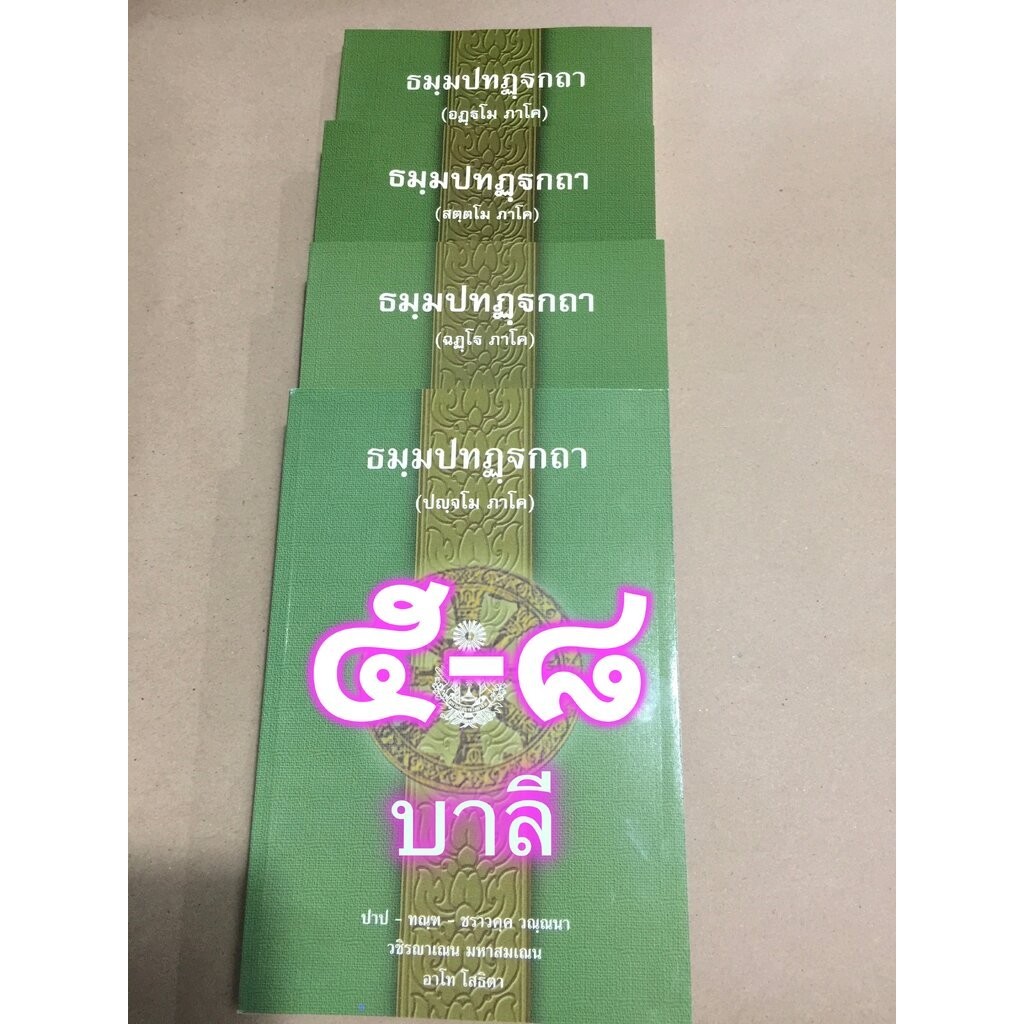 ธมฺมปทฏฺฐกถา
(อฏฺฐโม ภาโค)
ธมฺมปทฏฺฐกถา
(สตฺตโม ภาโค)
ธมฺมปทฏฺฐกถา
(ฉฏฺโฐ ภาโค)
ธมฺมปทฏฺฐกถา
(ปญฺจโม ภาโค)
๕-๘
บาลี
ปาป - ทณฺฑ - ชราวคฺค วณฺณนา
วชิรญาเณน มหาสมเณน
อาโท โสธิตา